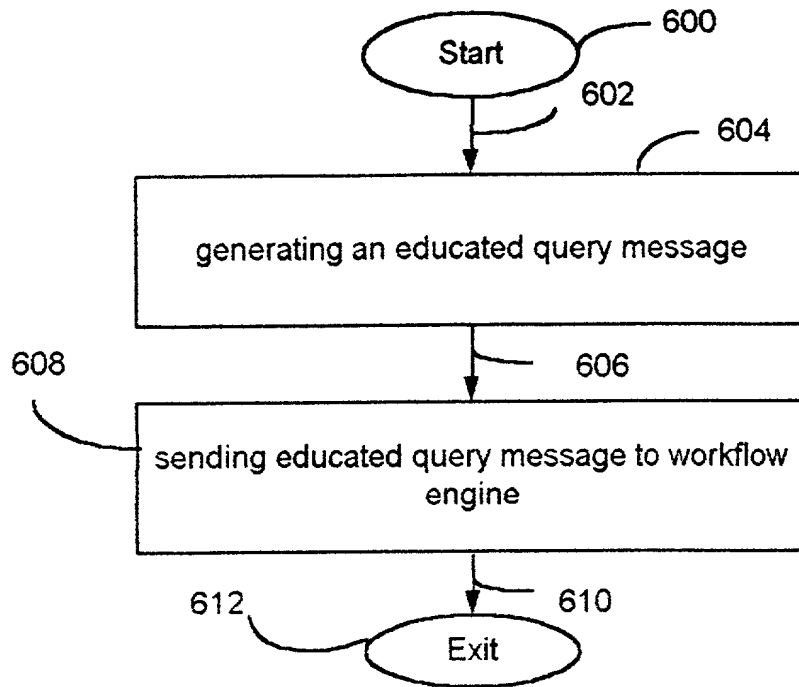 600
Start
602
604
generating an educated query message
606
608
sending educated query message to workflow
engine
610
612
Exit